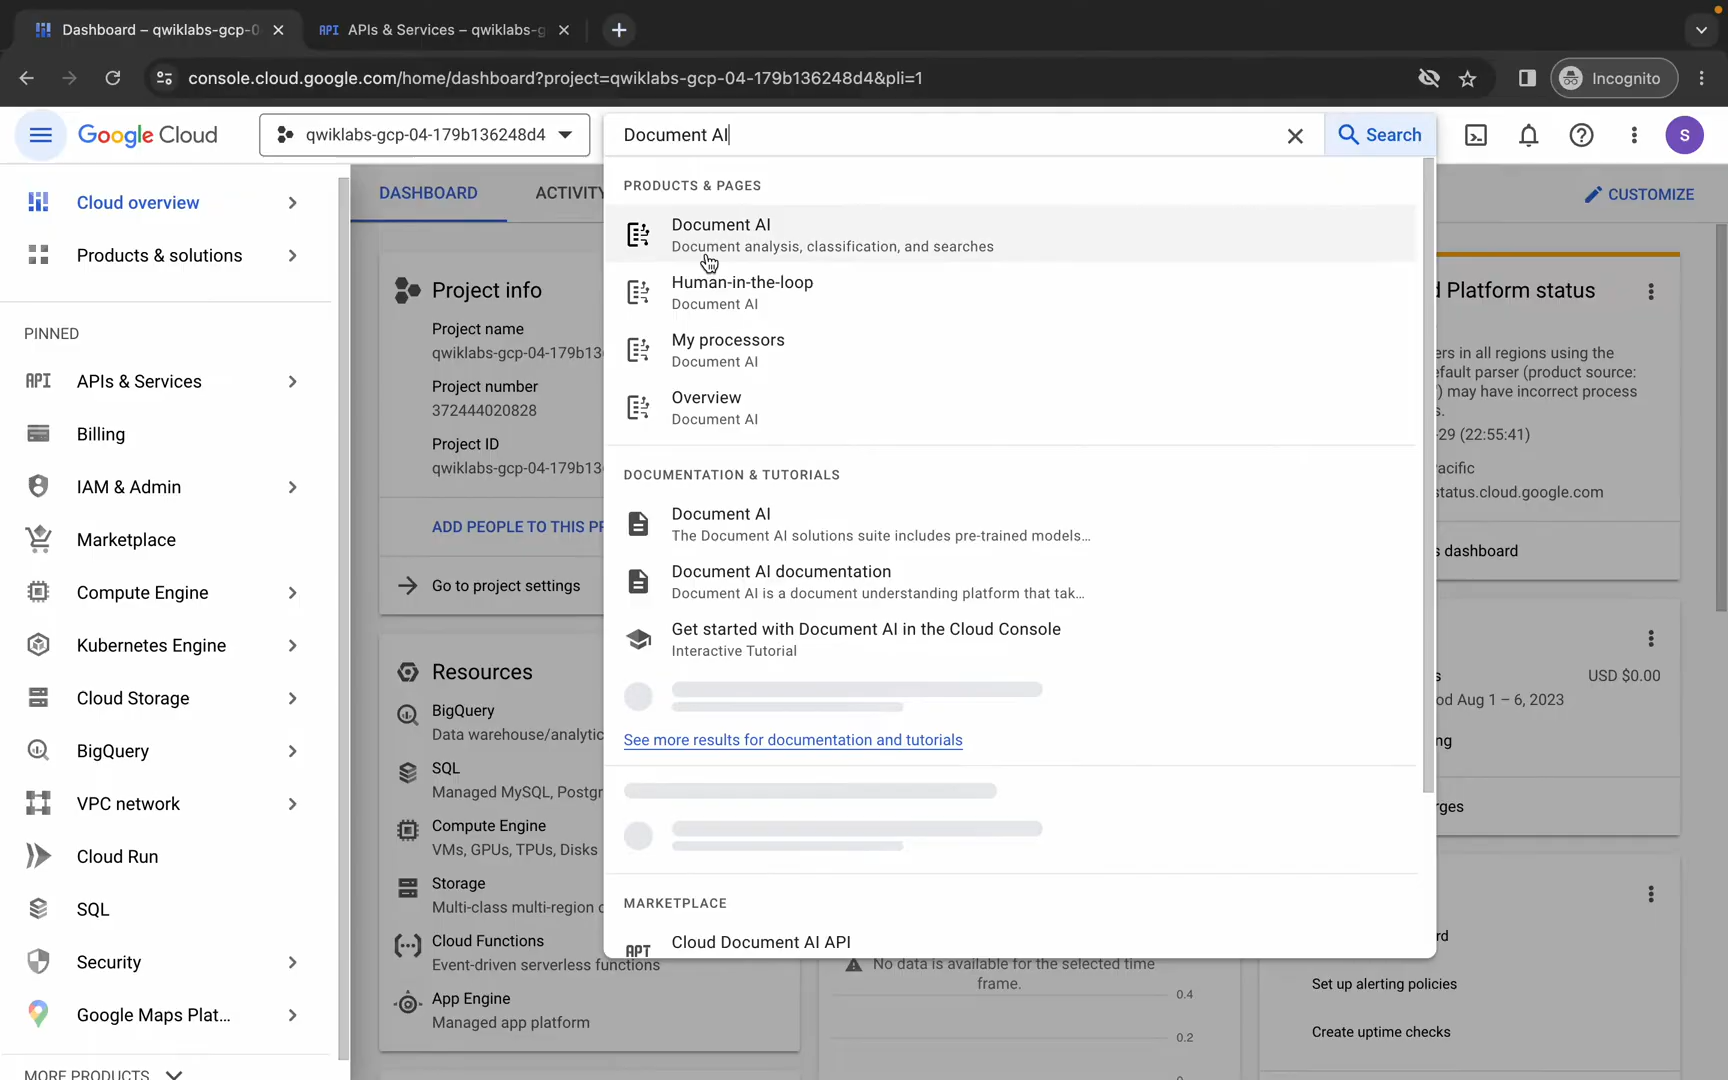 Dashboard – qwiklabs-gcp-0
API APIs & Services – qwiklabs-g
console.cloud.google.com/home/dashboard?project=qwiklabs-gcp-04-179b136248d4&pli=1
Incognito
Google Cloud
qwiklabs-gcp-04-179b136248d4
Document AI
Search
S
Cloud overview
Products & solutions
PINNED
API APIs & Services
Billing
IAM & Admin
Marketplace
Compute Engine
Kubernetes Engine
Cloud Storage
BigQuery
VPC network
Cloud Run
SQL
Security
Google Maps Plat...
MORE PRODUCTS
DASHBOARD
ACTIVITY
CUSTOMIZE
Project info
Project name
qwiklabs-gcp-04-179b13
Project number
372444020828
Project ID
qwiklabs-gcp-04-179b13
ADD PEOPLE TO THIS PR
Go to project settings
Resources
BigQuery
Data warehouse/analytic
SQL
Managed MySQL, Postgr
Compute Engine
VMs, GPUs, TPUs, Disks
Storage
Multi-class multi-region
Cloud Functions
Event-driven serverless functions
App Engine
Managed app platform
PRODUCTS & PAGES
Document AI
Document analysis, classification, and searches
Human-in-the-loop
Document AI
My processors
Document AI
Overview
Document AI
DOCUMENTATION & TUTORIALS
Document AI
The Document AI solutions suite includes pre-trained models...
Document AI documentation
Document AI is a document understanding platform that tak...
Get started with Document AI in the Cloud Console
Interactive Tutorial
See more results for documentation and tutorials
MARKETPLACE
API Cloud Document AI API
No data is available for the selected time
frame.
0.4
0.2
Platform status
ers in all regions using the
efault parser (product source:
) may have incorrect process
s.
-29 (22:55:41)
acific
status.cloud.google.com
s dashboard
s
USD $0.00
od Aug 1 – 6, 2023
ng
rges
rd
Set up alerting policies
Create uptime checks